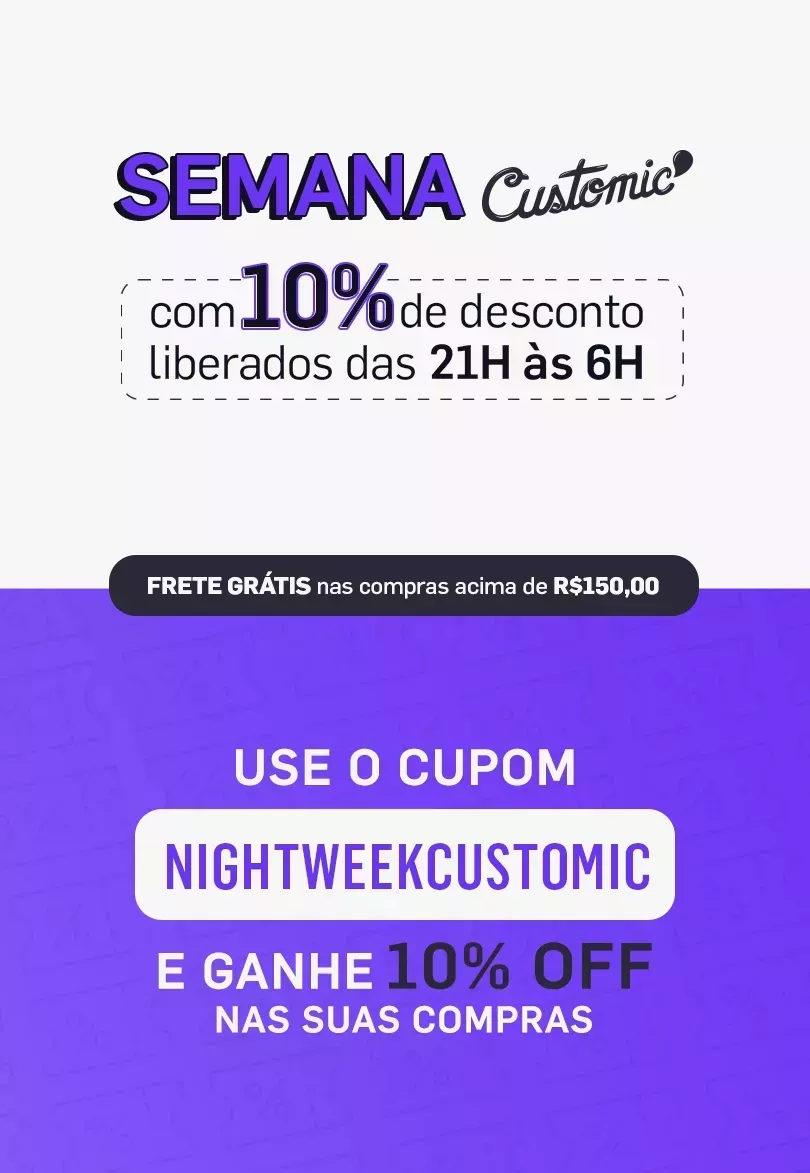 SEMANA Customic
com 10% de desconto
liberados das 21H às 6H
FRETE GRÁTIS nas compras acima de R$150,00
USE O CUPOM
NIGHTWEEKCUSTOMIC
E GANHE 10% OFF
NAS SUAS COMPRAS